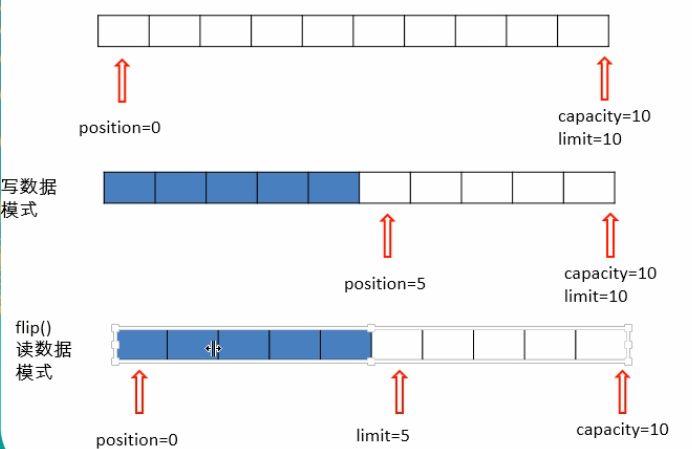 position=0
capacity=10
limit=10
写数据
模式
position=5
capacity=10
limit=10
flip()
读数据
模式
position=0
limit=5
capacity=10